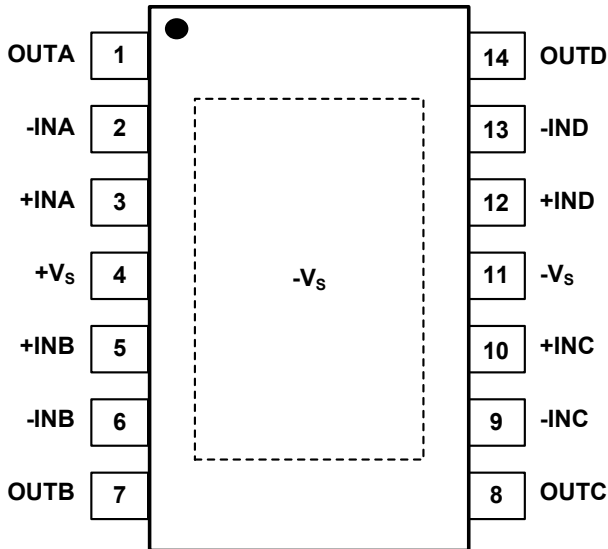 OUTA 1 14 OUTD
-INA 2 13 -IND
+INA 3 12 +IND
+VS 4 -VS 11 -VS
+INB 5 10 +INC
-INB 6 9 -INC
OUTB 7 8 OUTC